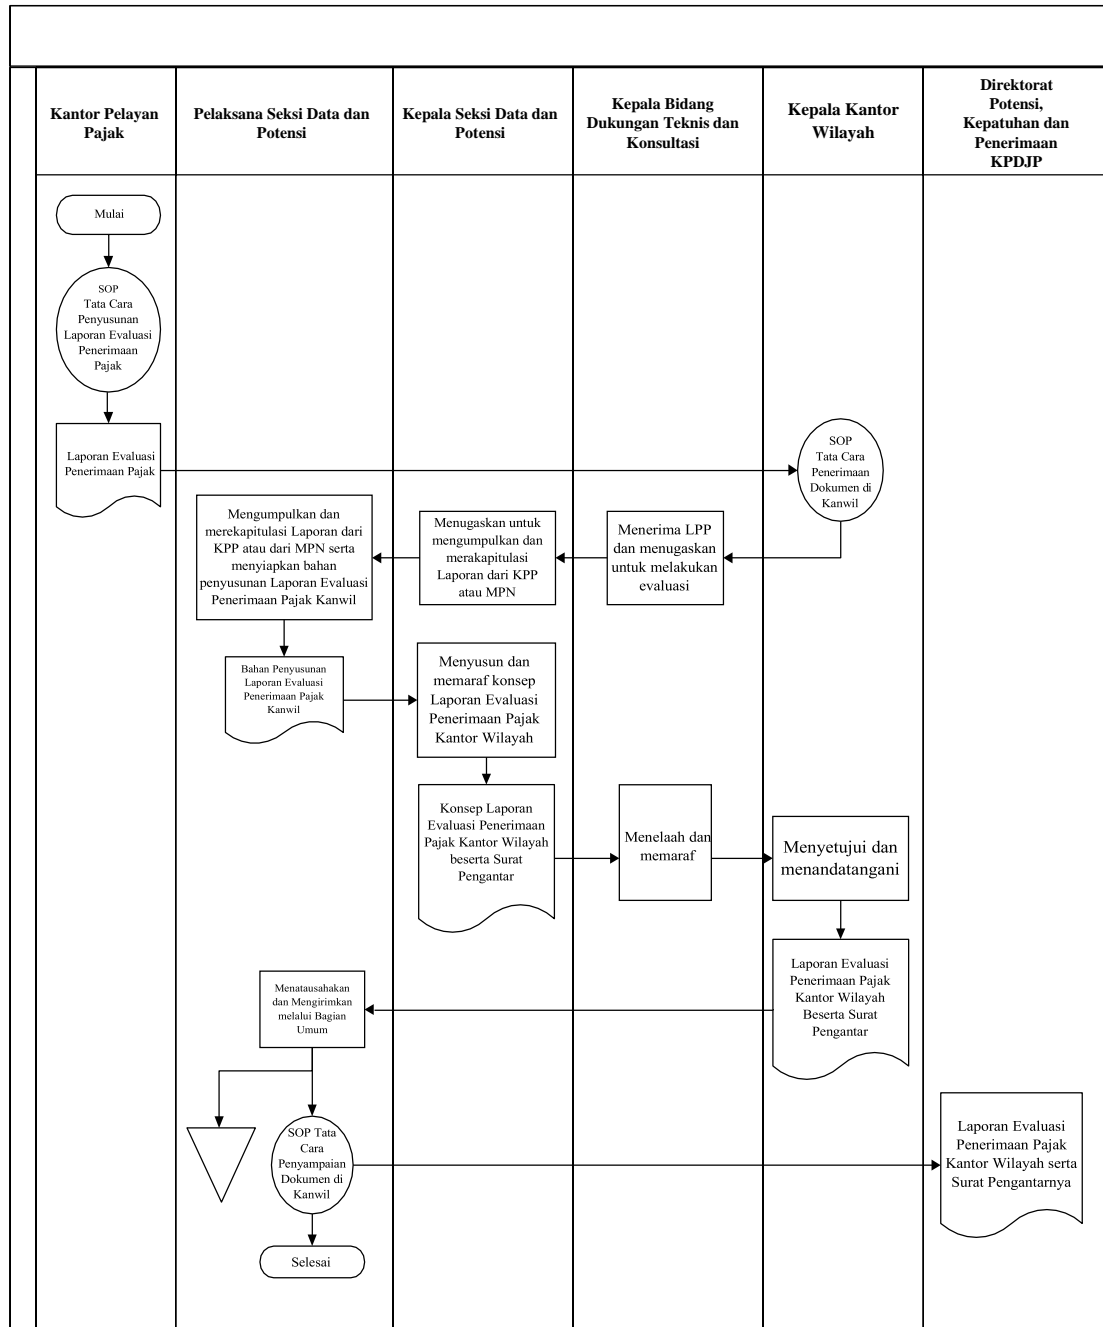 Kantor Pelayan
Pajak
Pelaksana Seksi Data dan
Potensi
Kepala Seksi Data dan
Potensi
Kepala Bidang
Dukungan Teknis dan
Konsultasi
Kepala Kantor
Wilayah
Direktorat
Potensi,
Kepatuhan dan
Penerimaan
KPDJP
Mulai
SOP
Tata Cara
Penyusunan
Laporan Evaluasi
Penerimaan
Pajak
Laporan Evaluasi
Penerimaan Pajak
SOP
Tata Cara
Penerimaan
Dokumen di
Kanwil
Menerima LPP
dan menugaskan
untuk melakukan
evaluasi
Menugaskan untuk
mengumpulkan dan
merakapitulasi
Laporan dari KPP
atau MPN
Mengumpulkan dan
merekapitulasi Laporan dari
KPP atau dari MPN serta
menyiapkan bahan
penyusunan Laporan Evaluasi
Penerimaan Pajak Kanwil
Bahan Penyusunan
Laporan Evaluasi
Penerimaan Pajak
Kanwil
Menyusun dan
memaraf konsep
Laporan Evaluasi
Penerimaan Pajak
Kantor Wilayah
Konsep Laporan
Evaluasi Penerimaan
Pajak Kantor Wilayah
beserta Surat
Pengantar
Menelaah dan
memaraf
Menyetujui dan
menandatangani
Laporan Evaluasi
Penerimaan Pajak
Kantor Wilayah
Beserta Surat
Pengantar
Menatausahakan
dan Mengirimkan
melalui Bagian
Umum
SOP Tata
Cara
Penyampaian
Dokumen di
Kanwil
Laporan Evaluasi
Penerimaan Pajak
Kantor Wilayah serta
Surat Pengantarnya
Selesai